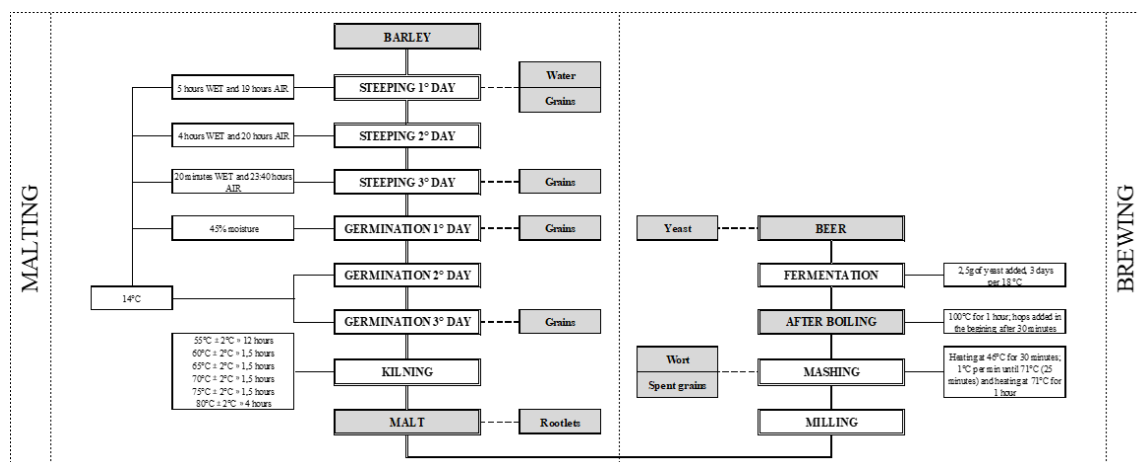 MALTING
BARLEY
5 hours WET and 19 hours AIR
STEEPING 1° DAY
Water
Grains
4 hours WET and 20 hours AIR
STEEPING 2° DAY
20 minutes WET and 23:40 hours
AIR
STEEPING 3° DAY
Grains
45% moisture
GERMINATION 1° DAY
Grains
GERMINATION 2° DAY
14°C
GERMINATION 3° DAY
Grains
55°C ± 2°C » 12 hours
60°C ± 2°C » 1,5 hours
65°C ± 2°C » 1,5 hours
70°C ± 2°C » 1,5 hours
75°C ± 2°C » 1,5 hours
80°C ± 2°C » 4 hours
KILNING
MALT
Rootlets
BREWING
Yeast
BEER
FERMENTATION
2,5g of yeast added, 3 days
per 18 °C
AFTER BOILING
100°C for 1 hour; hops added in
the begining after 30 minutes
Wort
Spent grains
MASHING
Heating at 46°C for 30 minutes;
1°C per min until 71°C (25
minutes) and heating at 71°C for
1 hour
MILLING